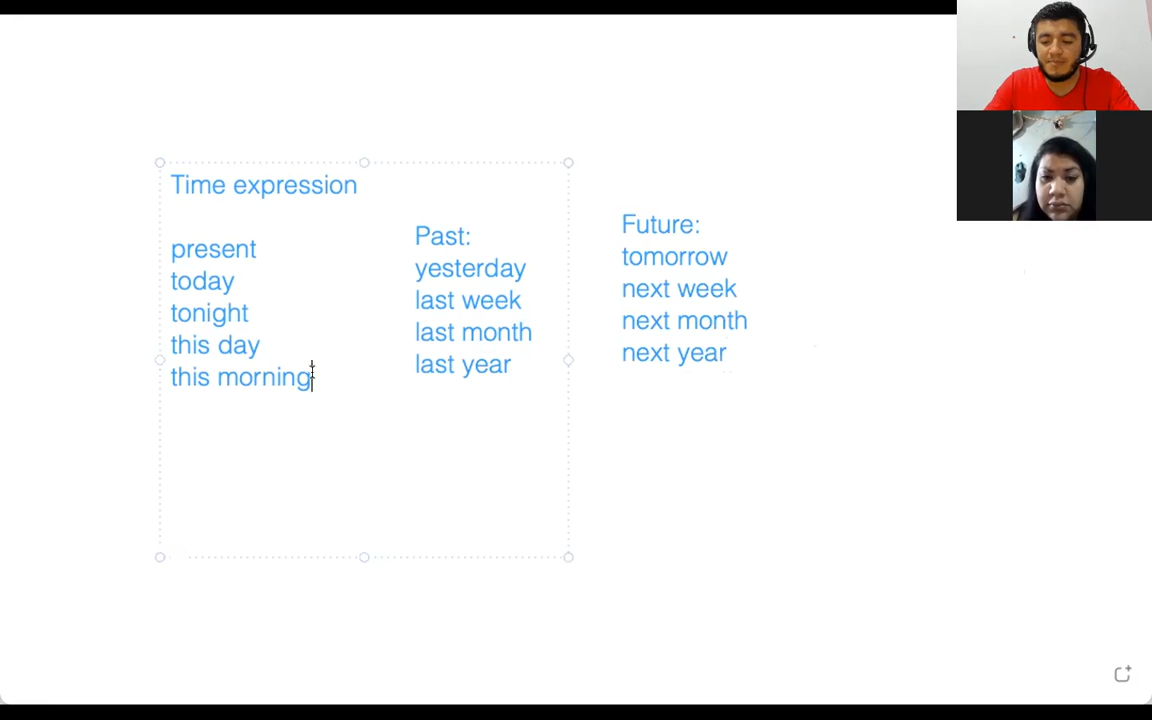 Time expression
present
today
tonight
this day
this morning
Past:
yesterday
last week
last month
last year
Future:
tomorrow
next week
next month
next year